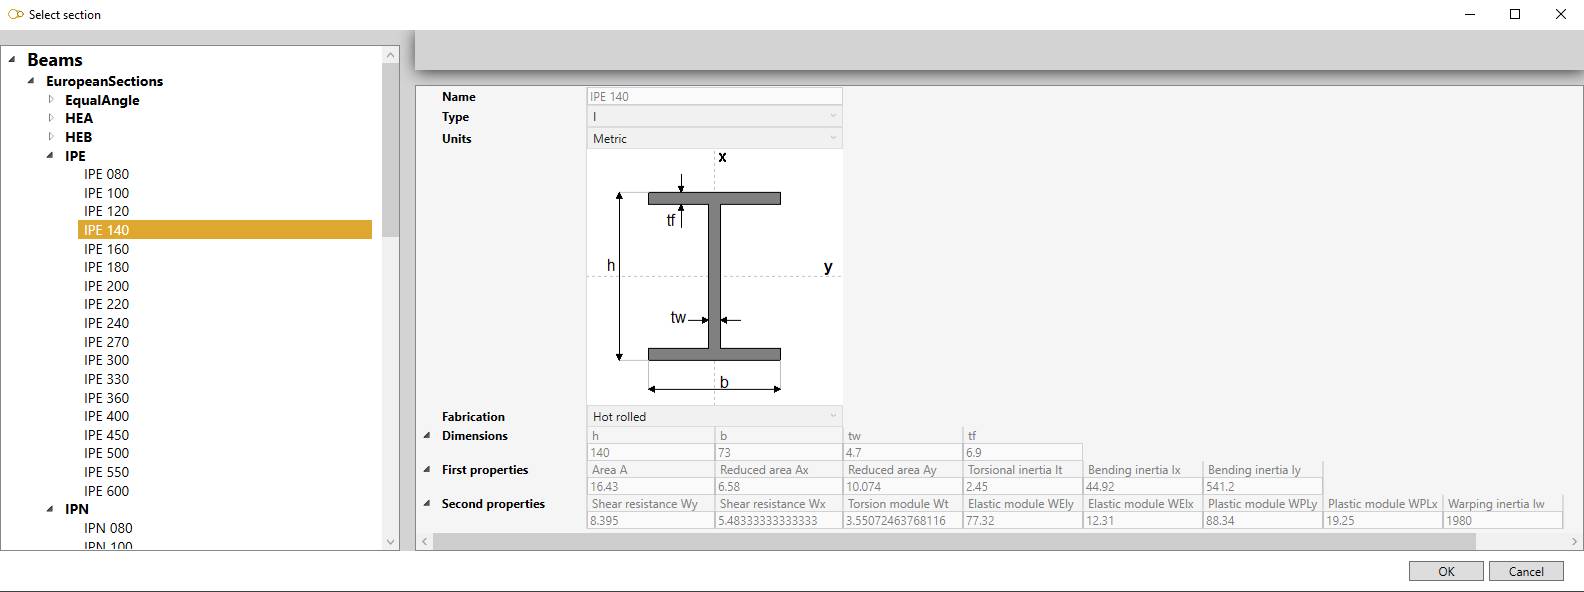 Select section
Beams
EuropeanSections
EqualAngle
HEA
HEB
IPE
IPE 080
IPE 100
IPE 120
IPE 140
IPE 160
IPE 180
IPE 200
IPE 220
IPE 240
IPE 270
IPE 300
IPE 330
IPE 360
IPE 400
IPE 450
IPE 500
IPE 550
IPE 600
IPN
IPN 080
IPN 100
Name IPE 140
Type I
Units Metric
x
tf
h
y
tw
b
Fabrication Hot rolled
Dimensions h b tw tf
140 73 4.7 6.9
First properties Area A Reduced area Ax Reduced area Ay Torsional inertia It Bending inertia Ix Bending inertia Iy
16.43 6.58 10.074 2.45 44.92 541.2
Second properties Shear resistance Wy Shear resistance Wx Torsion module Wt Elastic module WEly Elastic module WElx Plastic module WPLy Plastic module WPLx Warping inertia Iw
8.395 5.48333333333333 3.55072463768116 77.32 12.31 88.34 19.25 1980
OK Cancel